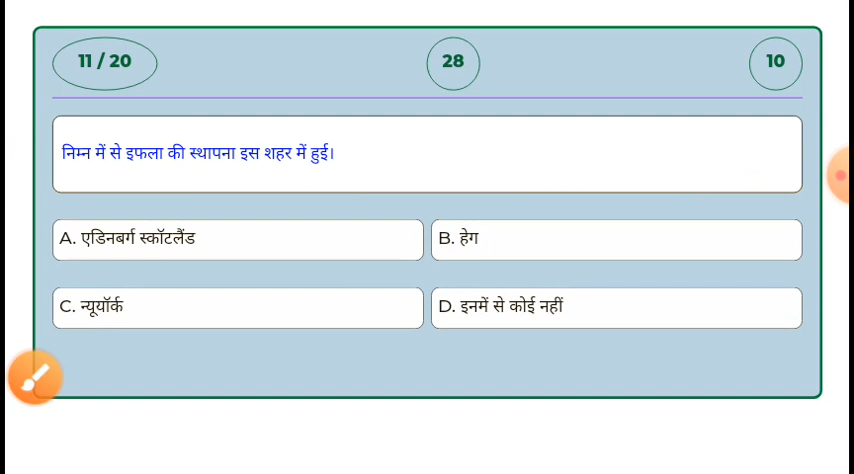 11 / 20
28
10
निम्न में से इफला की स्थापना इस शहर में हुई।
A. एडिनबर्ग स्कॉटलैंड
B. हेग
C. न्यूयॉर्क
D. इनमें से कोई नहीं